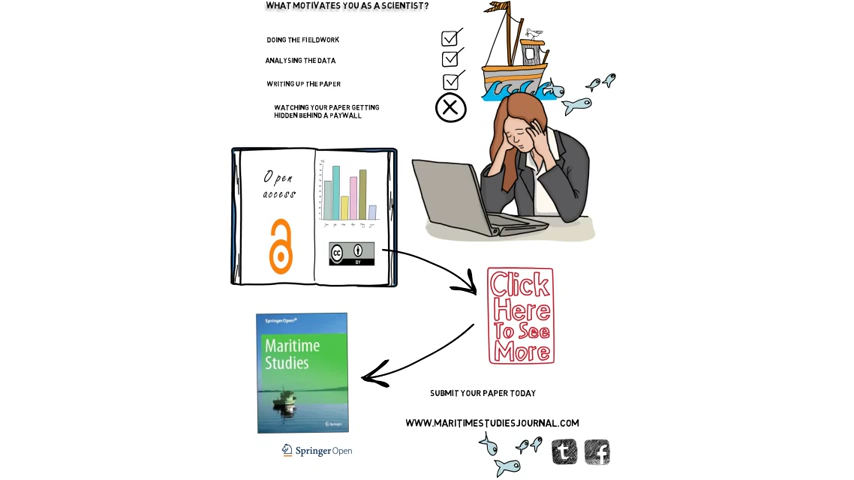 WHAT MOTIVATES YOU AS A SCIENTIST?
DOING THE FIELDWORK
ANALYSING THE DATA
WRITING UP THE PAPER
WATCHING YOUR PAPER GETTING
HIDDEN BEHIND A PAYWALL
Open
access
cc
BY
Click
Here
To See
More
SpringerOpen
Maritime
Studies
Springer
SUBMIT YOUR PAPER TODAY
WWW.MARITIMESTUDIESJOURNAL.COM
SpringerOpen
t f